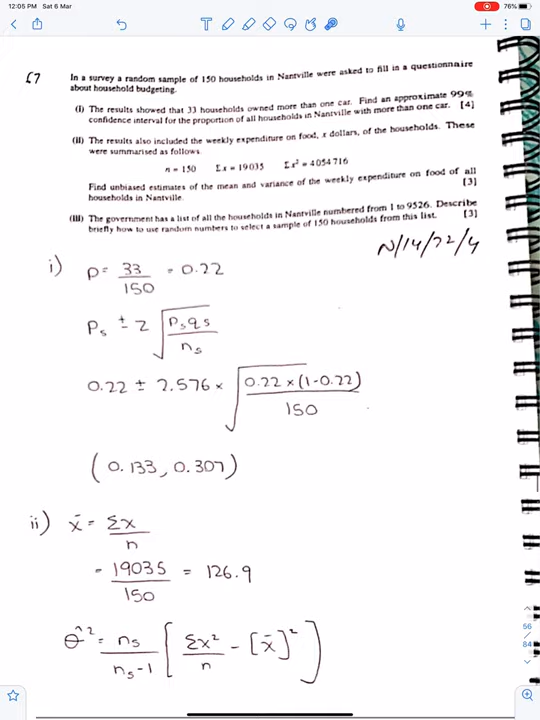 12:05 PM Sat 6 Mar
76%
E7 In a survey a random sample of 150 households in Nantville were asked to fill in a questionnaire
about household budgeting.
(i) The results showed that 33 households owned more than one car. Find an approximate 99%
confidence interval for the proportion of all households in Nantville with more than one car. [4]
(ii) The results also included the weekly expenditure on food, x dollars, of the households. These
were summarised as follows.
n = 150 Σx = 19035 Σx² = 4054716
Find unbiased estimates of the mean and variance of the weekly expenditure on food of all
households in Nantville. [3]
(iii) The government has a list of all the households in Nantville numbered from 1 to 9526. Describe
briefly how to use random numbers to select a sample of 150 households from this list. [3]
N/14/72/4
i) P = 33/150 = 0.22
Ps ± z √(Ps qs / ns)
0.22 ± 2.576 × √(0.22 × (1-0.22) / 150)
(0.133, 0.307)
ii) x̄ = Σx/n
= 19035/150 = 126.9
θ̂² = ns/(ns-1) [Σx²/n - [x̄]²]
56
/
84